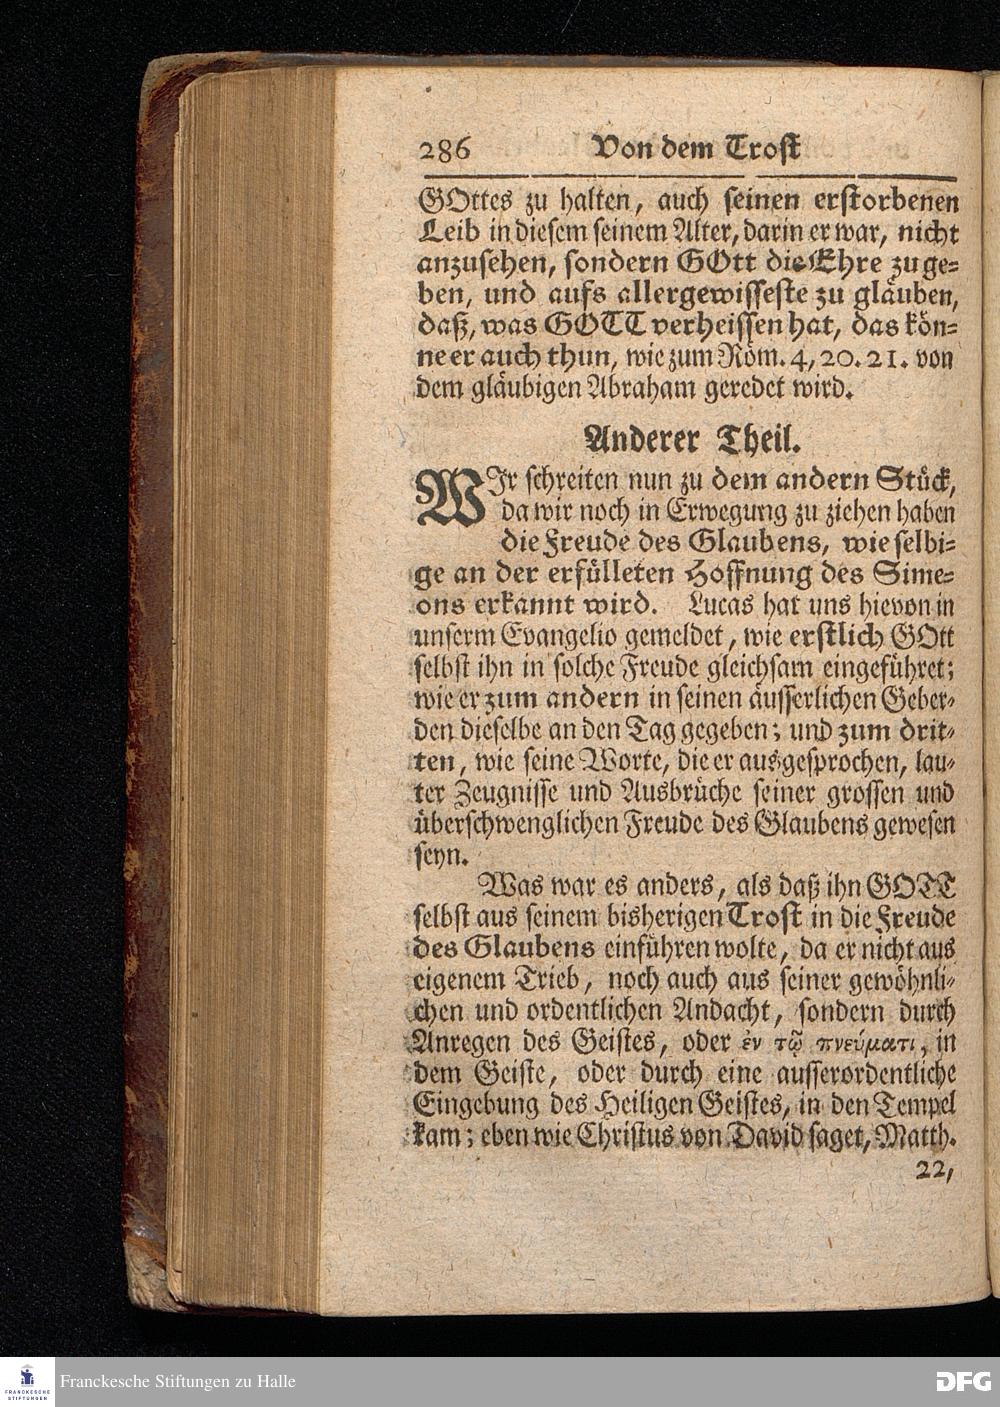 286 Von dem Trost
GOttes zu halten, auch seinen erstorbenen
Leib in diesem seinem Alter, darin er war, nicht
anzusehen, sondern GOtt die Ehre zu ge-
ben, und aufs allergewisseste zu gläuben,
daß, was GOTT verheissen hat, das kön-
ne er auch thun, wie zum Röm. 4, 20. 21. von
dem gläubigen Abraham geredet wird.
Anderer Theil.
WIr schreiten nun zu dem andern Stück,
da wir noch in Erwegung zu ziehen haben
die Freude des Glaubens, wie selbi-
ge an der erfülleten Hoffnung des Sime-
ons erkannt wird. Lucas hat uns hievon in
unserm Evangelio gemeldet, wie erstlich GOtt
selbst ihn in solche Freude gleichsam eingeführet;
wie er zum andern in seinen äusserlichen Geber-
den dieselbe an den Tag gegeben; und zum drit-
ten, wie seine Worte, die er ausgesprochen, lau-
ter Zeugnisse und Ausbrüche seiner grossen und
überschwenglichen Freude des Glaubens gewesen
seyn.
Was war es anders, als daß ihn GOTT
selbst aus seinem bisherigen Trost in die Freude
des Glaubens einführen wolte, da er nicht aus
eigenem Trieb, noch auch aus seiner gewöhnli-
chen und ordentlichen Andacht, sondern durch
Anregen des Geistes, oder ἐν τῷ πνεύματι, in
dem Geiste, oder durch eine ausserordentliche
Eingebung des Heiligen Geistes, in den Tempel
kam; eben wie Christus von David saget, Matth.
22,
FRANCKESCHE STIFTUNGEN
Franckesche Stiftungen zu Halle
DFG